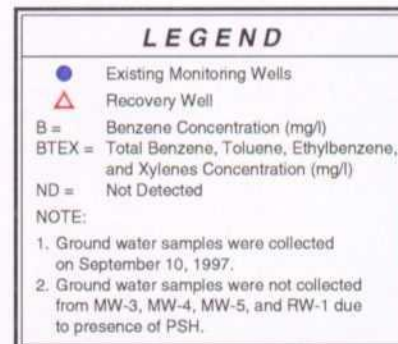 LEGEND
Existing Monitoring Wells
Recovery Well
B = Benzene Concentration (mg/l)
BTEX = Total Benzene, Toluene, Ethylbenzene,
and Xylenes Concentration (mg/l)
ND = Not Detected
NOTE:
1. Ground water samples were collected
on September 10, 1997.
2. Ground water samples were not collected
from MW-3, MW-4, MW-5, and RW-1 due
to presence of PSH.